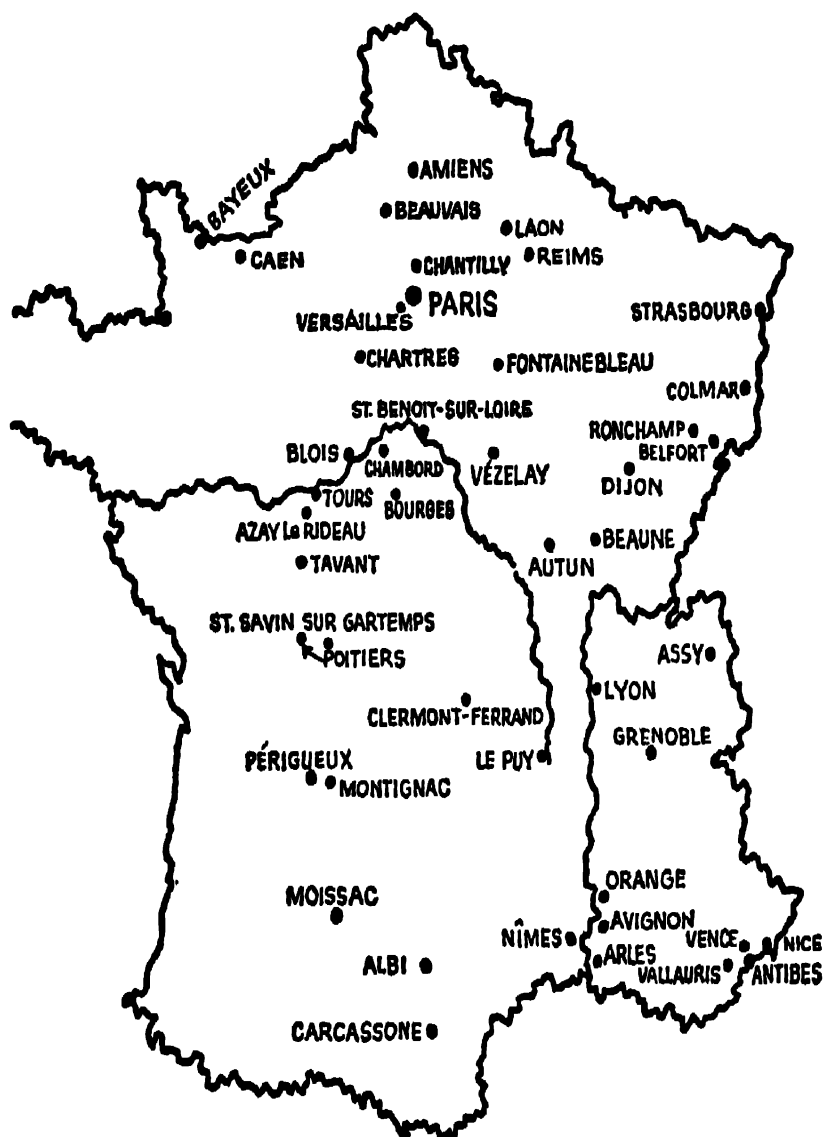 AMIENS
BAYEUX
BEAUVAIS
LAON
CAEN
CHANTILLY
REIMS
PARIS
VERSAILLES
STRASBOURG
CHARTRES
FONTAINEBLEAU
COLMAR
ST. BENOIT-SUR-LOIRE
RONCHAMP
BELFORT
BLOIS
CHAMBORD
VÉZELAY
DIJON
TOURS
BOURGES
AZAY Le RIDEAU
BEAUNE
TAVANT
AUTUN
ST. SAVIN SUR GARTEMPS
POITIERS
ASSY
LYON
CLERMONT-FERRAND
GRENOBLE
PÉRIGUEUX
LE PUY
MONTIGNAC
ORANGE
MOISSAC
AVIGNON
NÎMES
VENCE
NICE
ALBI
ARLES
VALLAURIS
ANTIBES
CARCASSONE